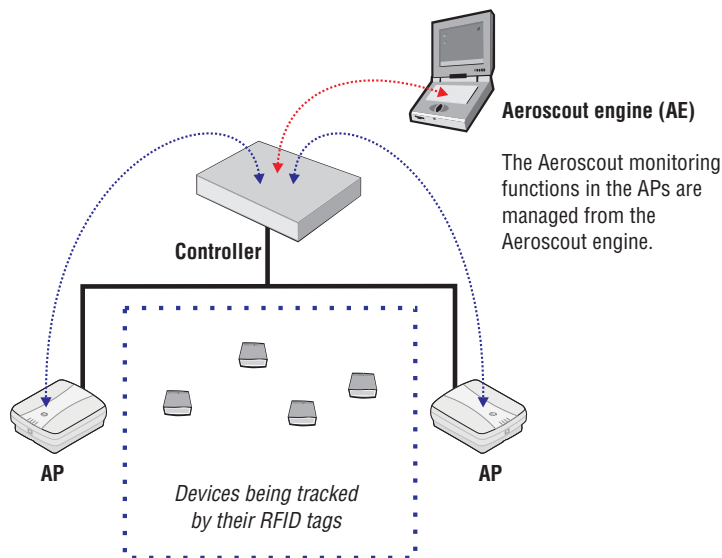 Aeroscout engine (AE)
The Aeroscout monitoring
functions in the APs are
managed from the
Aeroscout engine.
Controller
AP
AP
Devices being tracked
by their RFID tags